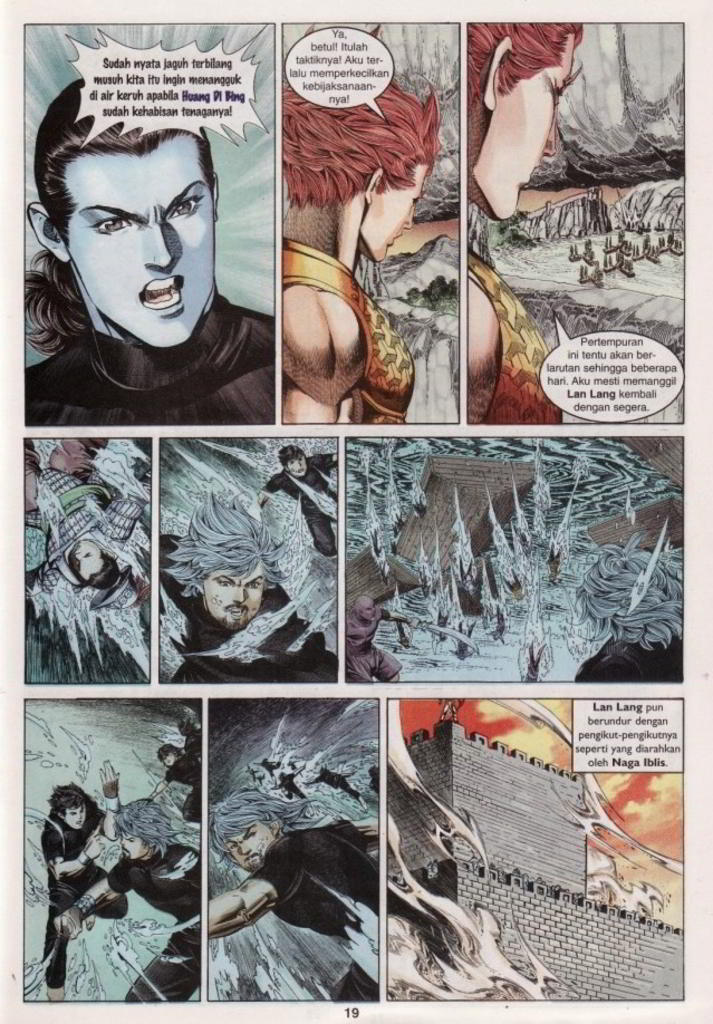 Sudah nyata jaguh terbilang
musuh kita itu ingin menangguk
di air keruh apabila Huang Di Bing
sudah kehabisan tenaganya!
Ya,
betul! Itulah
taktiknya! Aku ter-
lalu memperkecilkan
kebijaksanaan-
nya!
Pertempuran
ini tentu akan ber-
larutan sehingga beberapa
hari. Aku mesti memanggil
Lan Lang kembali
dengan segera.
Lan Lang pun
berundur dengan
pengikut-pengikutnya
seperti yang diarahkan
oleh Naga Iblis.
19